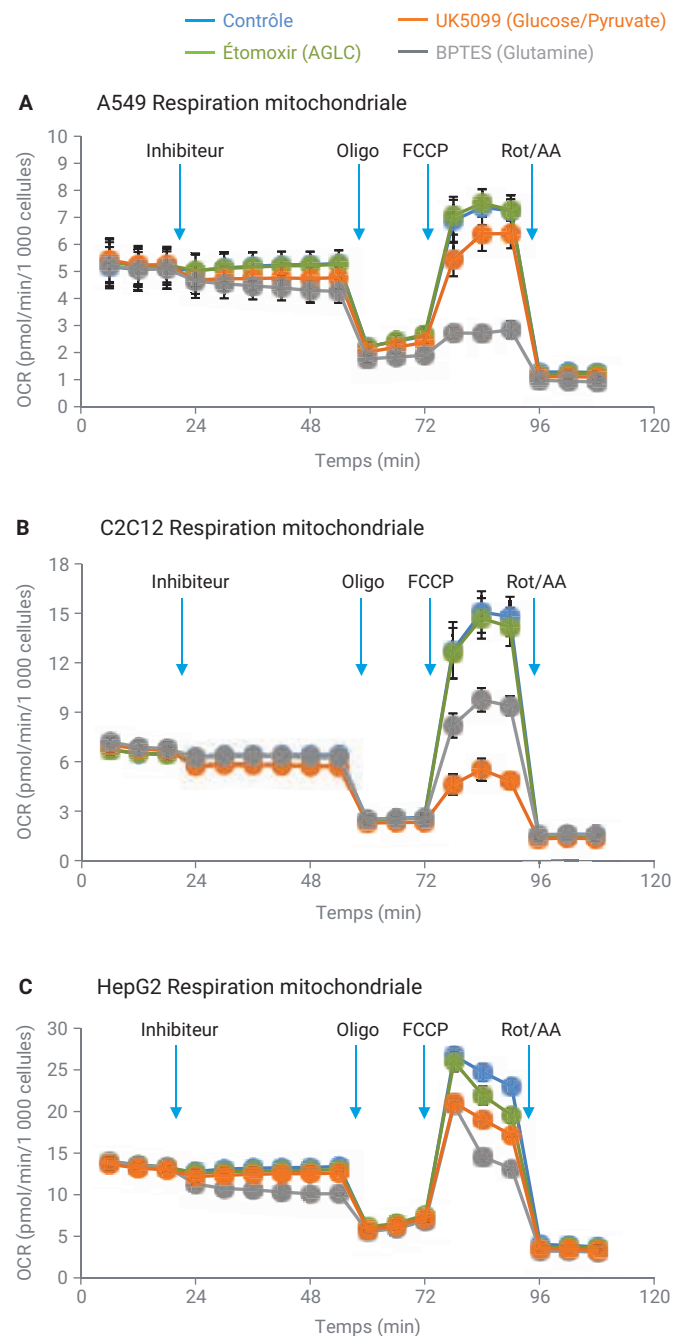 Contrôle
UK5099 (Glucose/Pyruvate)
Étomoxir (AGLC)
BPTES (Glutamine)
A A549 Respiration mitochondriale
OCR (pmol/min/1 000 cellules)
10
9
8
7
6
5
4
3
2
1
0
Inhibiteur Oligo FCCP Rot/AA
0 24 48 72 96 120
Temps (min)
B C2C12 Respiration mitochondriale
OCR (pmol/min/1 000 cellules)
18
15
12
9
6
3
0
Inhibiteur Oligo FCCP Rot/AA
0 24 48 72 96 120
Temps (min)
C HepG2 Respiration mitochondriale
OCR (pmol/min/1 000 cellules)
30
25
20
15
10
5
0
Inhibiteur Oligo FCCP Rot/AA
0 24 48 72 96 120
Temps (min)